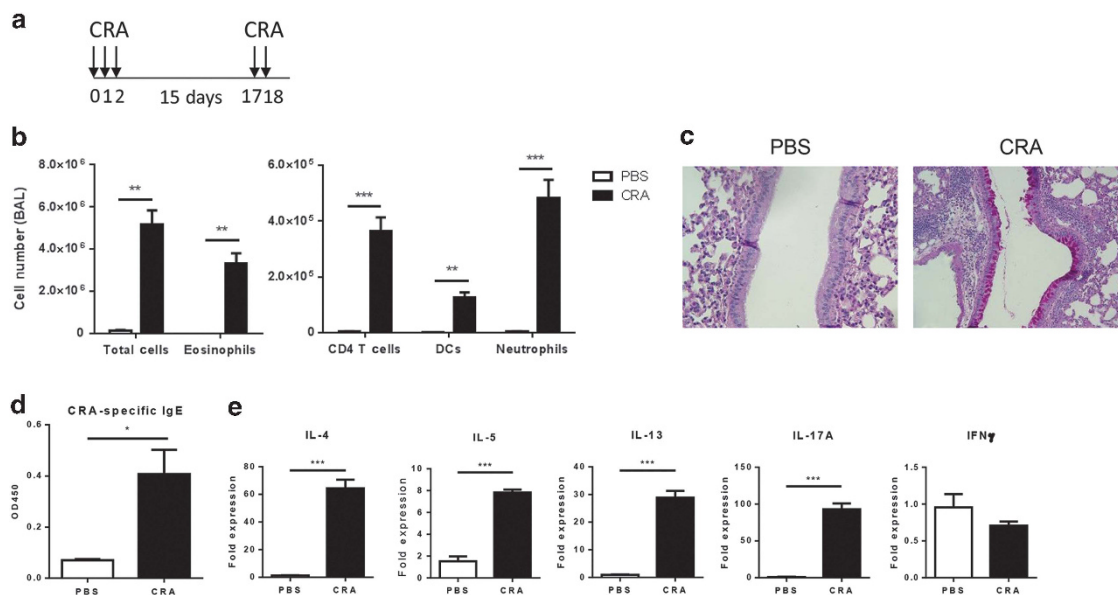 a
CRA CRA
012 15 days 1718
b
Cell number (BAL)
8.0×10⁶
6.0×10⁶
4.0×10⁶
2.0×10⁶
0
** **
Total cells Eosinophils
6.0×10⁵
4.0×10⁵
2.0×10⁵
0
*** ** ***
CD4 T cells DCs Neutrophils
PBS
CRA
c
PBS CRA
d
CRA-specific IgE
OD450
0.6
0.4
0.2
0.0
*
PBS CRA
e
IL-4
Fold expression
80
60
40
20
0
***
PBS CRA
IL-5
Fold expression
10
8
6
4
2
0
***
PBS CRA
IL-13
Fold expression
50
40
30
20
10
0
***
PBS CRA
IL-17A
Fold expression
150
100
50
0
***
PBS CRA
IFNγ
Fold expression
1.5
1.0
0.5
0.0
PBS CRA